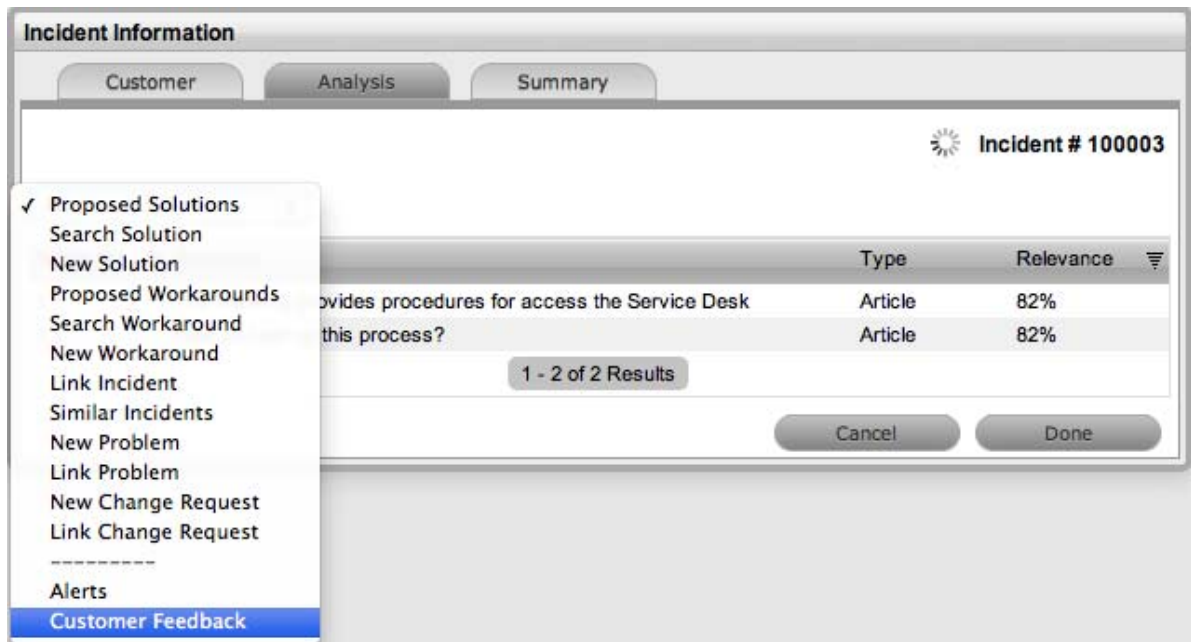 Incident Information
Customer
Analysis
Summary
Incident # 100003
✓ Proposed Solutions
Search Solution
New Solution
Proposed Workarounds
Search Workaround
New Workaround
Link Incident
Similar Incidents
New Problem
Link Problem
New Change Request
Link Change Request
---------
Alerts
Customer Feedback
Type Relevance
provides procedures for access the Service Desk Article 82%
this process? Article 82%
1 - 2 of 2 Results
Cancel
Done